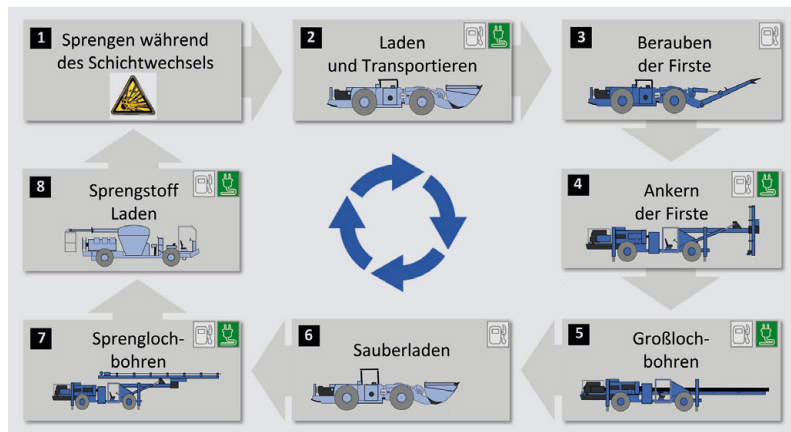 1
Sprengen während
des Schichtwechsels
2
Laden
und Transportieren
3
Berauben
der Firste
4
Ankern
der Firste
5
Großloch-
bohren
6
Sauberladen
7
Sprengloch-
bohren
8
Sprengstoff
Laden